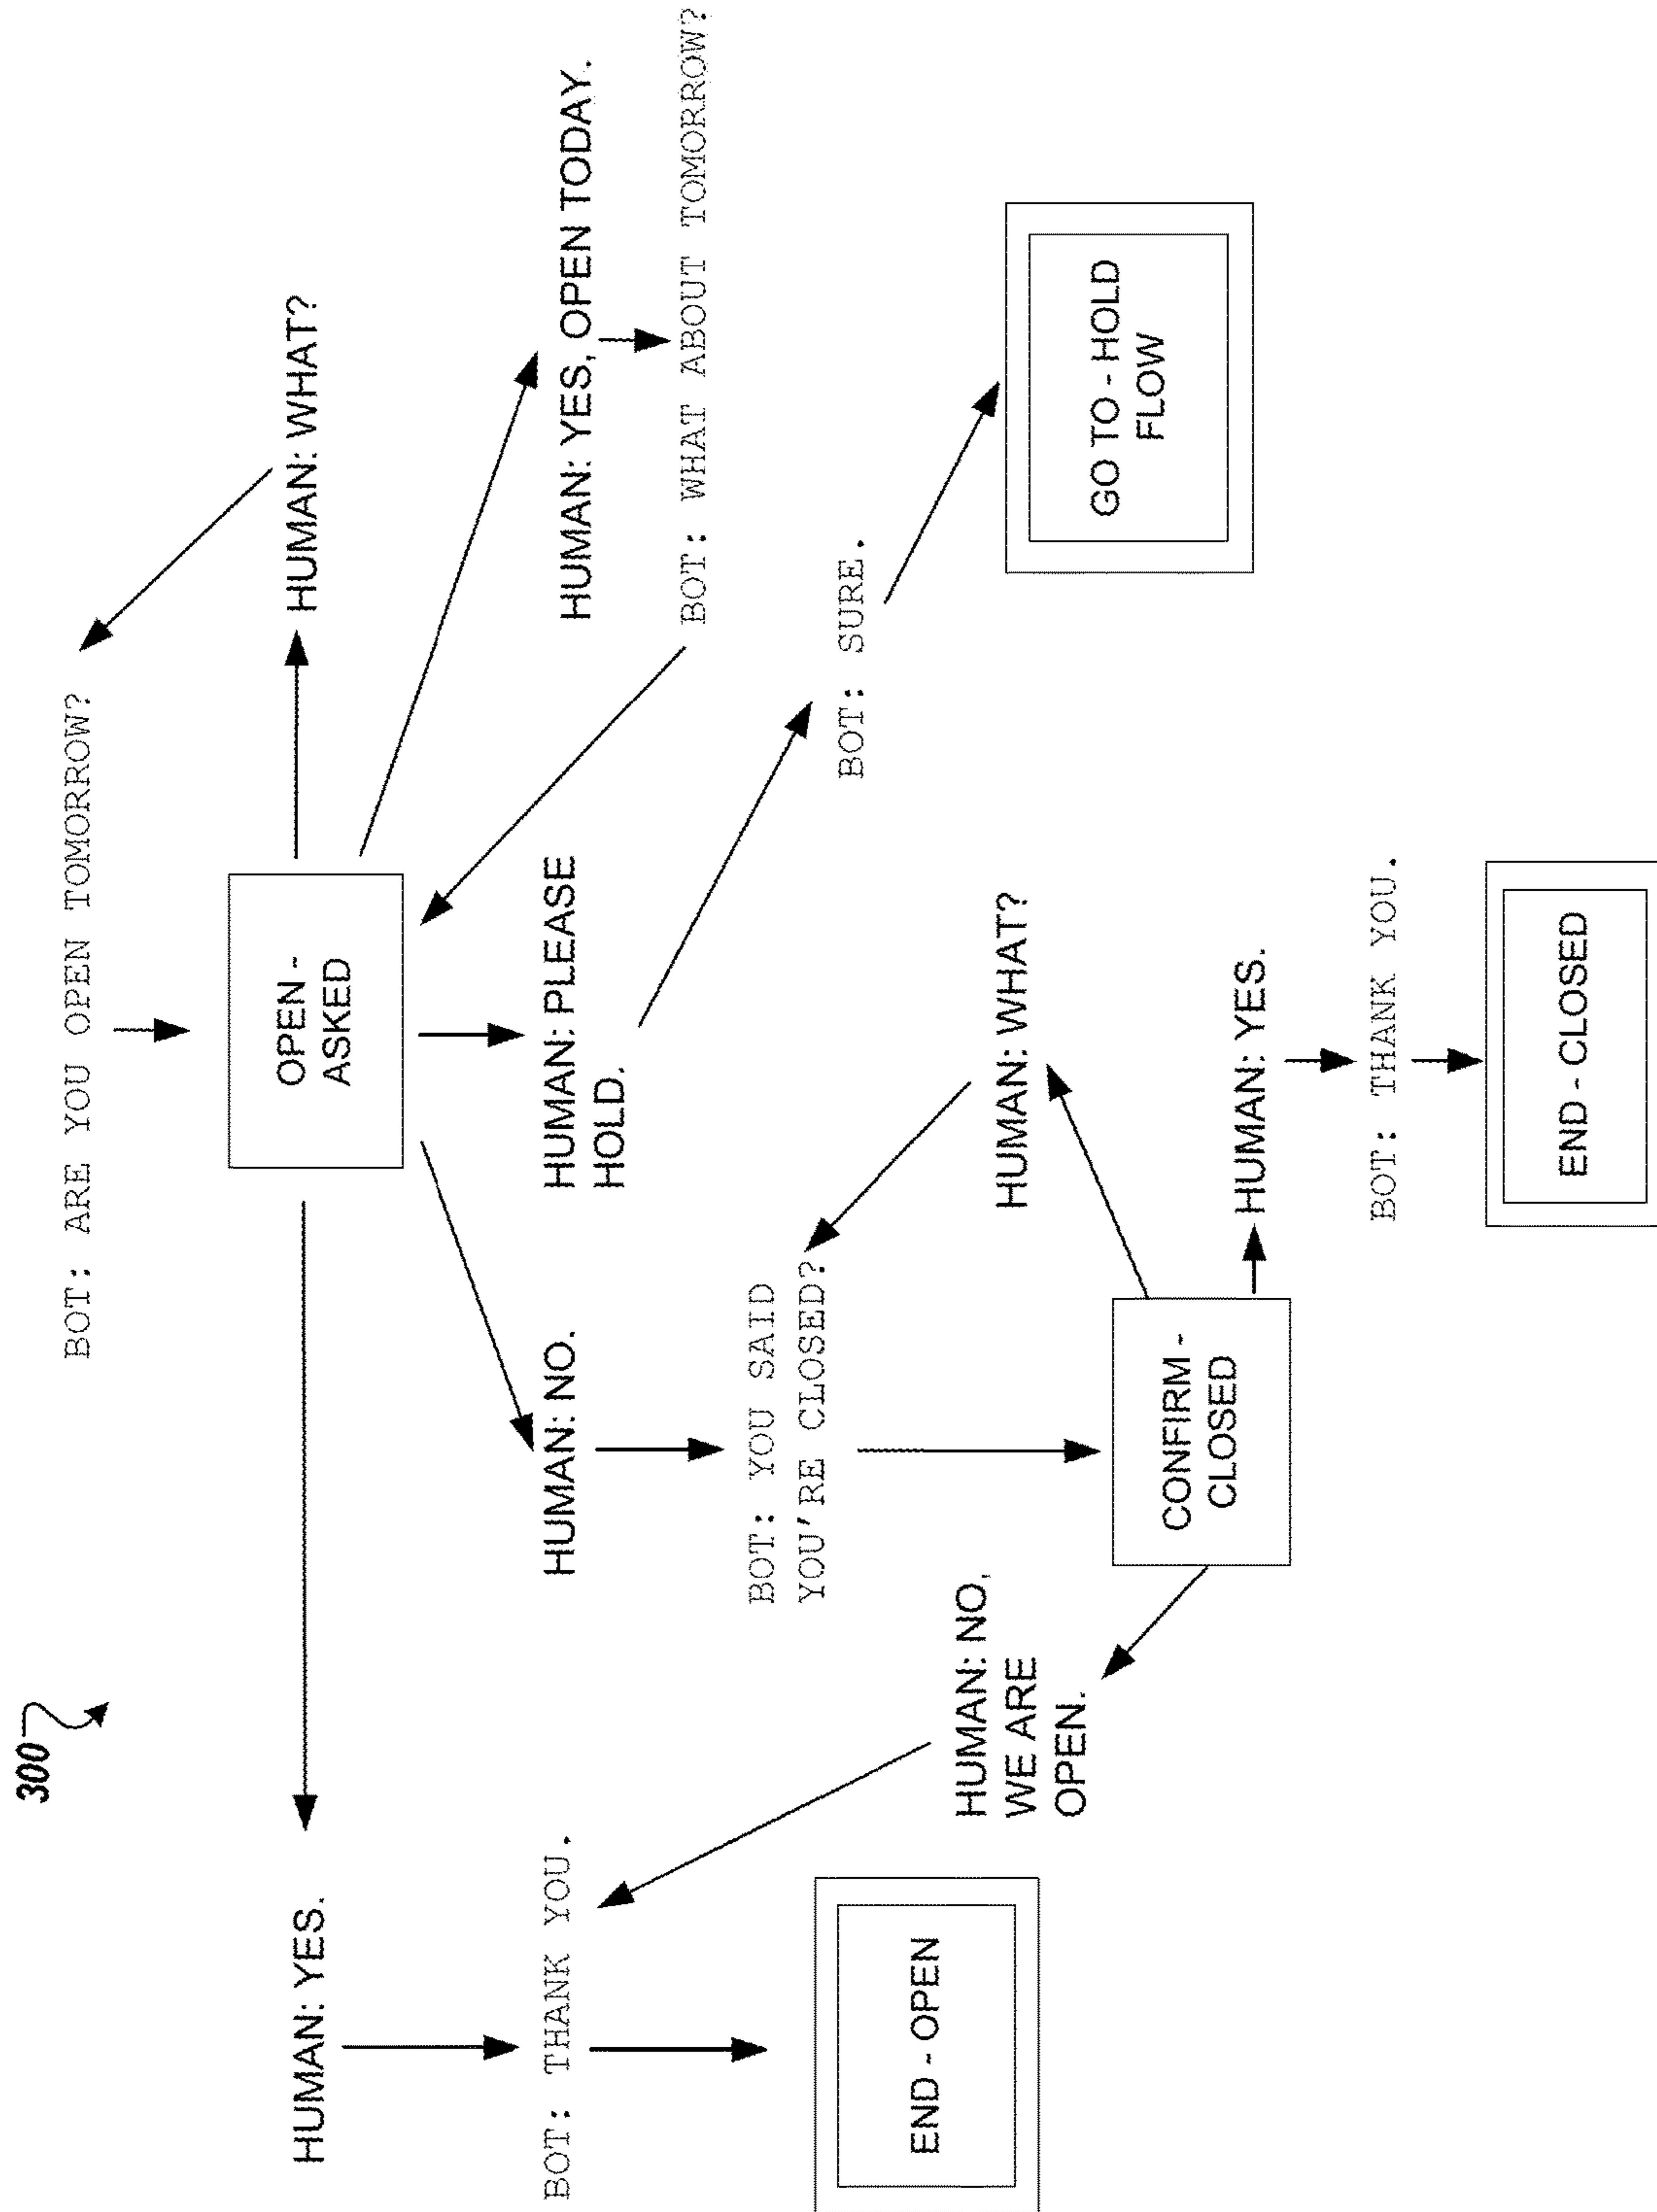 300
BOT: ARE YOU OPEN TOMORROW?
OPEN -
ASKED
HUMAN: YES.
HUMAN: WHAT?
HUMAN: NO.
HUMAN: PLEASE
HOLD.
HUMAN: YES, OPEN TODAY.
BOT: THANK YOU.
BOT: YOU SAID
YOU'RE CLOSED?
BOT: WHAT ABOUT TOMORROW?
BOT: SURE.
END - OPEN
HUMAN: NO,
WE ARE
OPEN.
HUMAN: WHAT?
GO TO - HOLD
FLOW
CONFIRM -
CLOSED
HUMAN: YES.
BOT: THANK YOU.
END - CLOSED